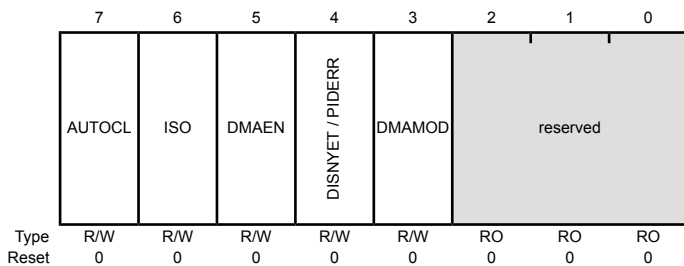 7 6 5 4 3 2 1 0
AUTOCL ISO DMAEN DISNYET / PIDERR DMAMOD reserved
Type R/W R/W R/W R/W R/W RO RO RO
Reset 0 0 0 0 0 0 0 0